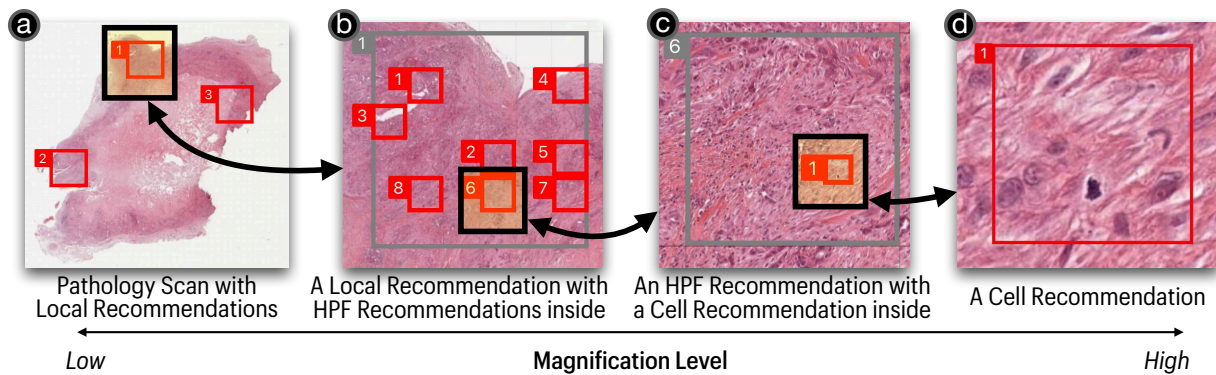 a
b
c
d
1
3
2
1
1
4
3
2
5
8
6
7
6
1
1
Pathology Scan with
Local Recommendations
A Local Recommendation with
HPF Recommendations inside
An HPF Recommendation with
a Cell Recommendation inside
A Cell Recommendation
Low
Magnification Level
High